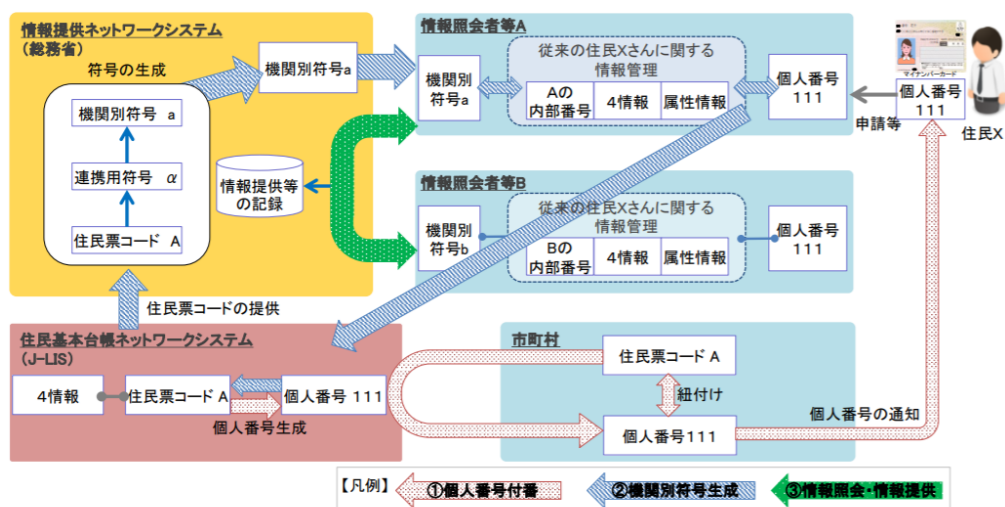 情報提供ネットワークシステム
(総務省)
符号の生成
機関別符号 a
連携用符号 α
住民票コード A
機関別符号a
情報提供等
の記録
住民票コードの提供
情報照会者等A
機関別
符号a
従来の住民Xさんに関する
情報管理
Aの
内部番号
4情報
属性情報
個人番号
111
マイナンバーカード
個人番号
111
申請等
住民X
情報照会者等B
機関別
符号b
従来の住民Xさんに関する
情報管理
Bの
内部番号
4情報
属性情報
個人番号
111
住民基本台帳ネットワークシステム
(J-LIS)
4情報
住民票コード A
個人番号 111
個人番号生成
市町村
住民票コード A
紐付け
個人番号111
個人番号の通知
【凡例】
①個人番号付番
②機関別符号生成
③情報照会・情報提供